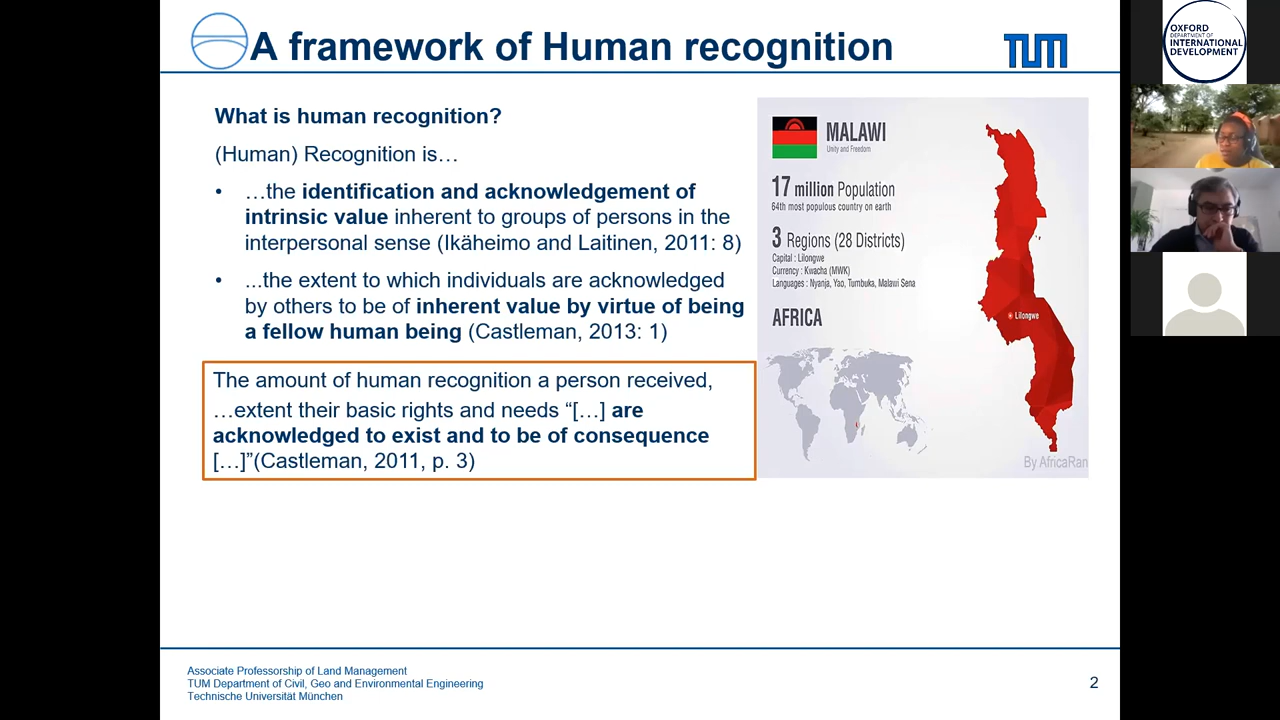 A framework of Human recognition
TUM
What is human recognition?
(Human) Recognition is…
• …the identification and acknowledgement of
intrinsic value inherent to groups of persons in the
interpersonal sense (Ikäheimo and Laitinen, 2011: 8)
• ...the extent to which individuals are acknowledged
by others to be of inherent value by virtue of being
a fellow human being (Castleman, 2013: 1)
The amount of human recognition a person received,
…extent their basic rights and needs “[…] are
acknowledged to exist and to be of consequence
[…]”(Castleman, 2011, p. 3)
MALAWI
Unity and Freedom
17 million Population
64th most populous country on earth
3 Regions (28 Districts)
Capital : Lilongwe
Currency : Kwacha (MWK)
Languages : Nyanja, Yao, Tumbuka, Malawi Sena
AFRICA
Lilongwe
By AfricaRan
Associate Professorship of Land Management
TUM Department of Civil, Geo and Environmental Engineering
Technische Universität München
2
OXFORD
DEPARTMENT OF
INTERNATIONAL
DEVELOPMENT